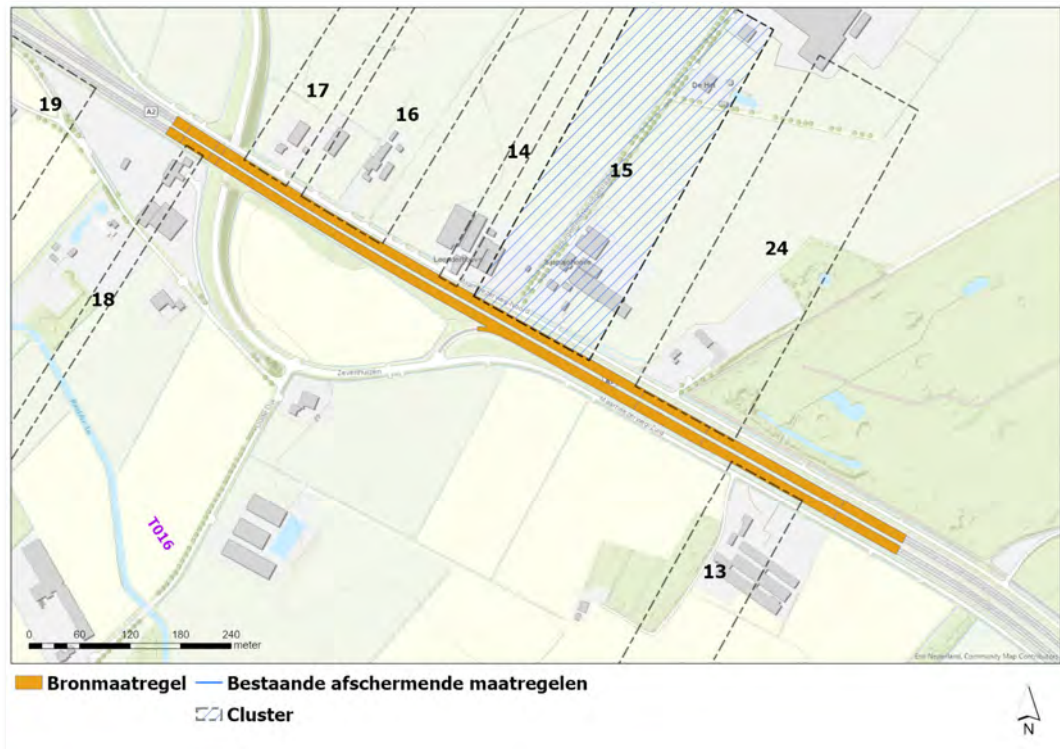 19
A2
17
16
14
De Hel
15
24
18
Zevenhuizen
T016
13
0 60 120 180 240
meter
Esri Nederland, Community Map Contributors
Bronmaatregel
Bestaande afschermende maatregelen
Cluster
N